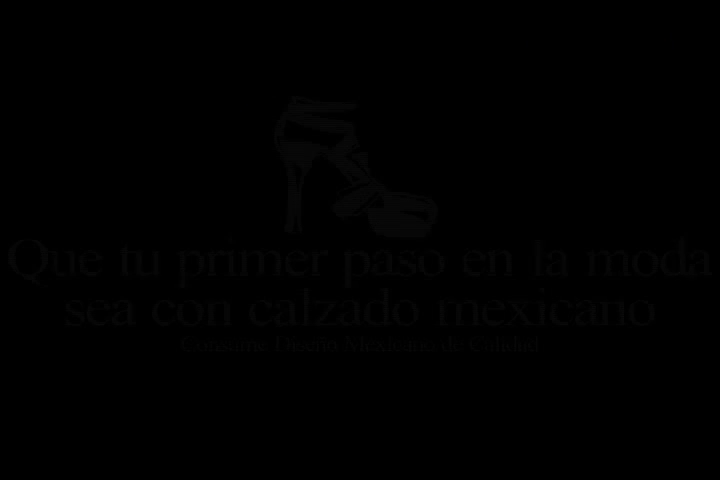 Que tu primer paso en la moda
sea con calzado mexicano
Consume Diseño Mexicano de Calidad